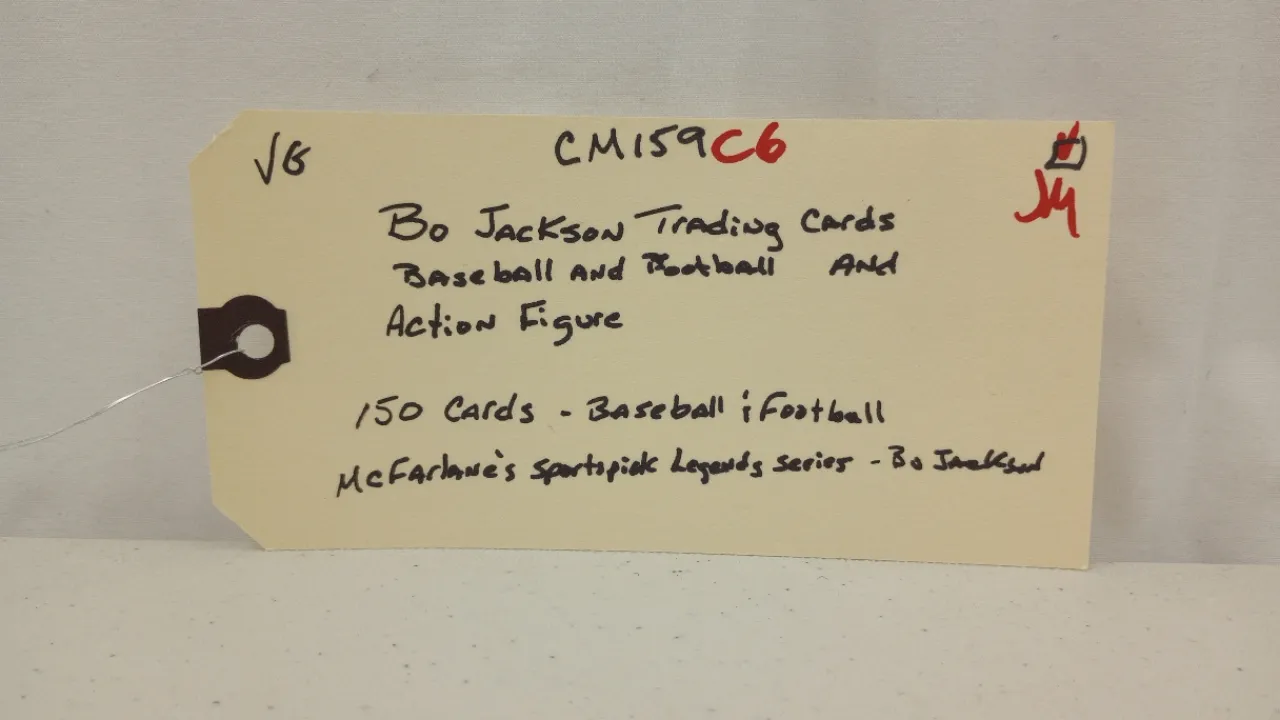 VG CM159C6
JM
Bo Jackson Trading Cards
Baseball and Football And
Action Figure
150 Cards - Baseball & Football
McFarlane's sportspick Legends series - Bo Jackson